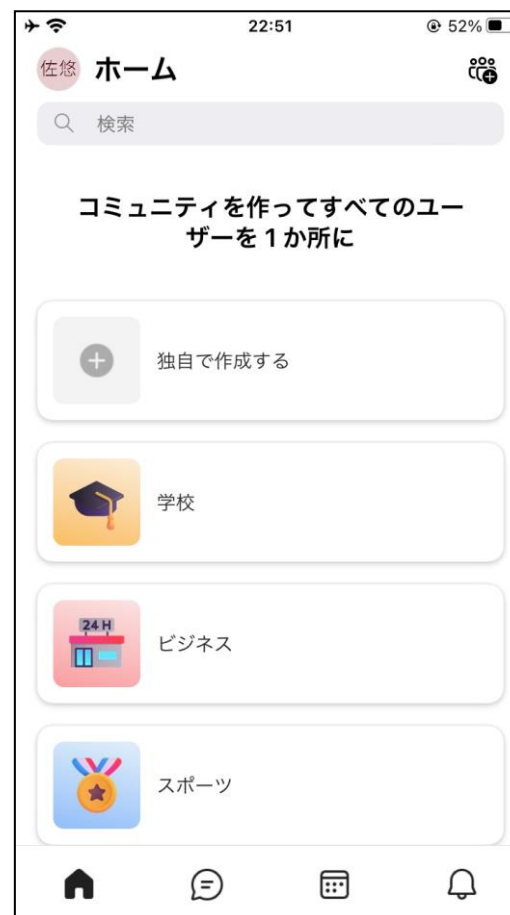 22:51
52%
佐悠
ホーム
検索
コミュニティを作ってすべてのユー
ザーを1か所に
独自で作成する
学校
24 H
ビジネス
スポーツ